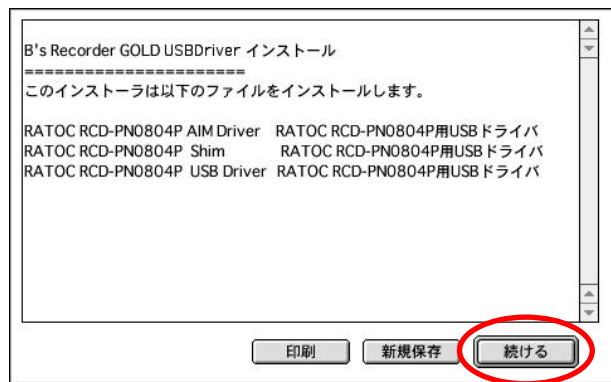 B's Recorder GOLD USBDriver インストール
======================
このインストーラは以下のファイルをインストールします。
RATOC RCD-PN0804P AIM Driver RATOC RCD-PN0804P用USBドライバ
RATOC RCD-PN0804P Shim RATOC RCD-PN0804P用USBドライバ
RATOC RCD-PN0804P USB Driver RATOC RCD-PN0804P用USBドライバ
印刷 新規保存 続ける